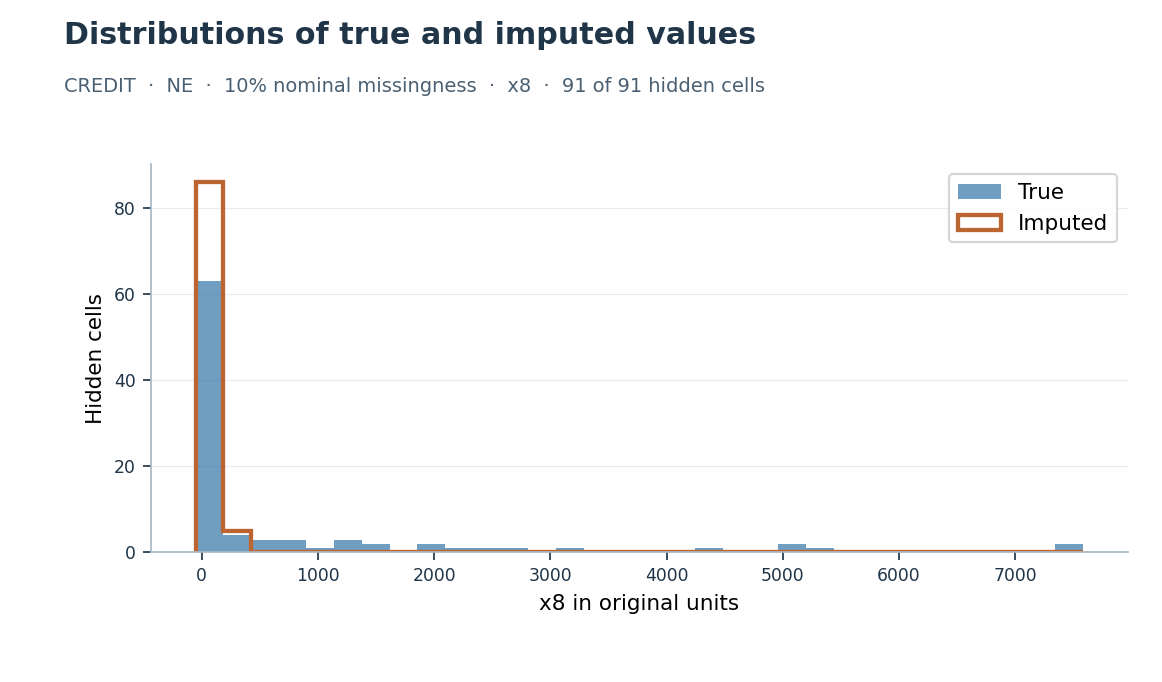 Distributions of true and imputed values
CREDIT · NE · 10% nominal missingness · x8 · 91 of 91 hidden cells
True
Imputed
Hidden cells
80
60
40
20
0
0 1000 2000 3000 4000 5000 6000 7000
x8 in original units